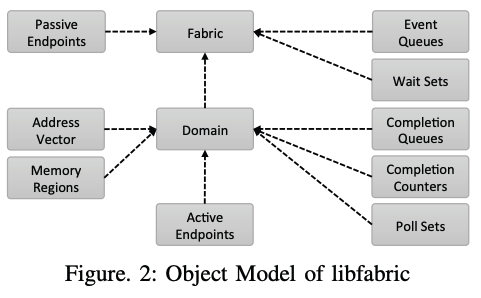 Passive
Endpoints
Fabric
Event
Queues
Wait Sets
Address
Vector
Domain
Completion
Queues
Memory
Regions
Completion
Counters
Active
Endpoints
Poll Sets
Figure. 2: Object Model of libfabric